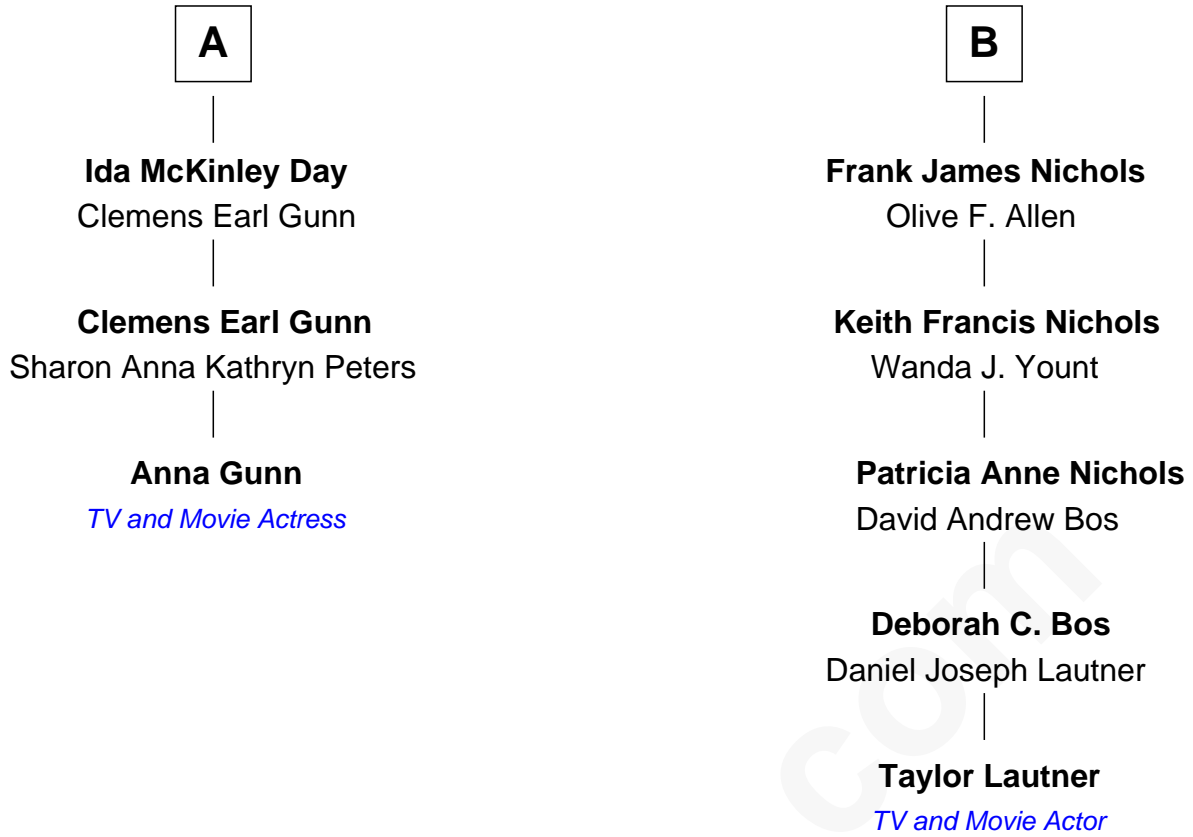 A
Ida McKinley Day
Clemens Earl Gunn
Clemens Earl Gunn
Sharon Anna Kathryn Peters
Anna Gunn
TV and Movie Actress
B
Frank James Nichols
Olive F. Allen
Keith Francis Nichols
Wanda J. Yount
Patricia Anne Nichols
David Andrew Bos
Deborah C. Bos
Daniel Joseph Lautner
Taylor Lautner
TV and Movie Actor
com